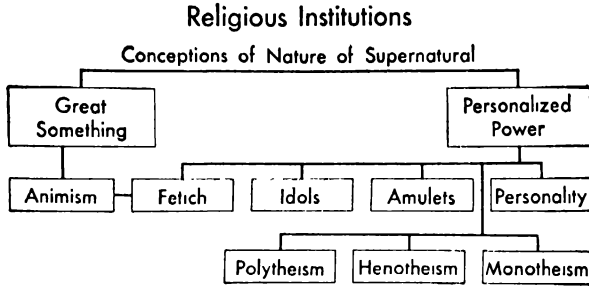 Religious Institutions
Conceptions of Nature of Supernatural
Great
Something
Personalized
Power
Animism
Fetich
Idols
Amulets
Personality
Polytheism
Henotheism
Monotheism